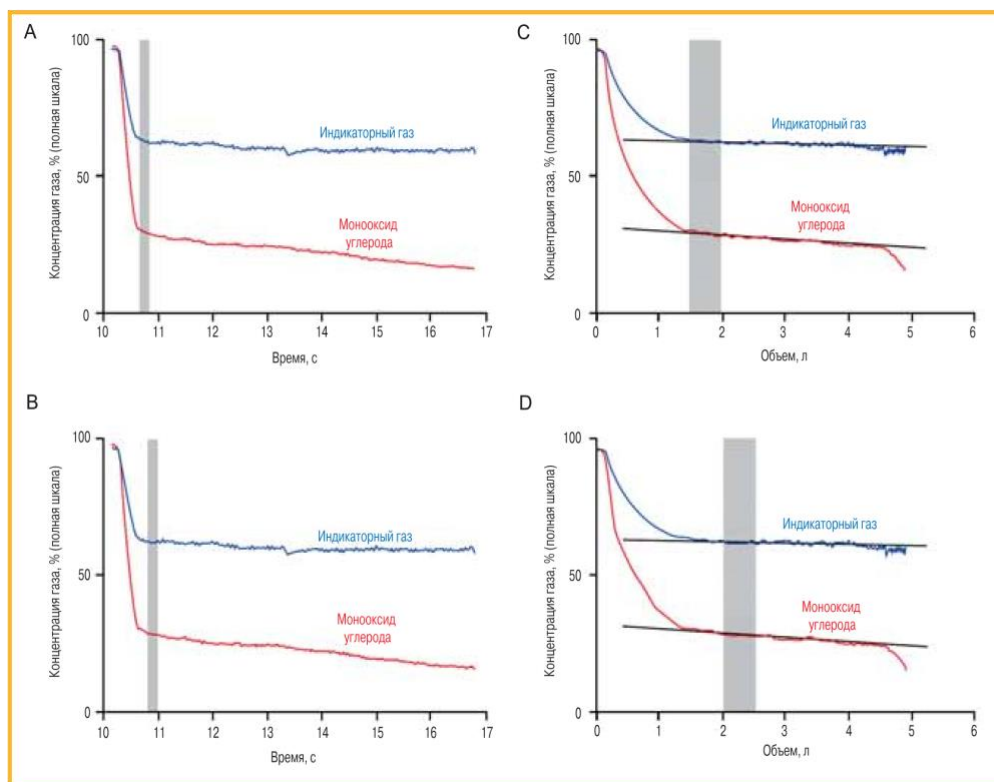 A
Концентрация газа, % (полная шкала)
100
50
0
Индикаторный газ
Монооксид
углерода
10 11 12 13 14 15 16 17
Время, с
C
Концентрация газа, % (полная шкала)
100
50
0
Индикаторный газ
Монооксид
углерода
0 1 2 3 4 5 6
Объем, л
B
Концентрация газа, % (полная шкала)
100
50
0
Индикаторный газ
Монооксид
углерода
10 11 12 13 14 15 16 17
Время, с
D
Концентрация газа, % (полная шкала)
100
50
0
Индикаторный газ
Монооксид
углерода
0 1 2 3 4 5 6
Объем, л